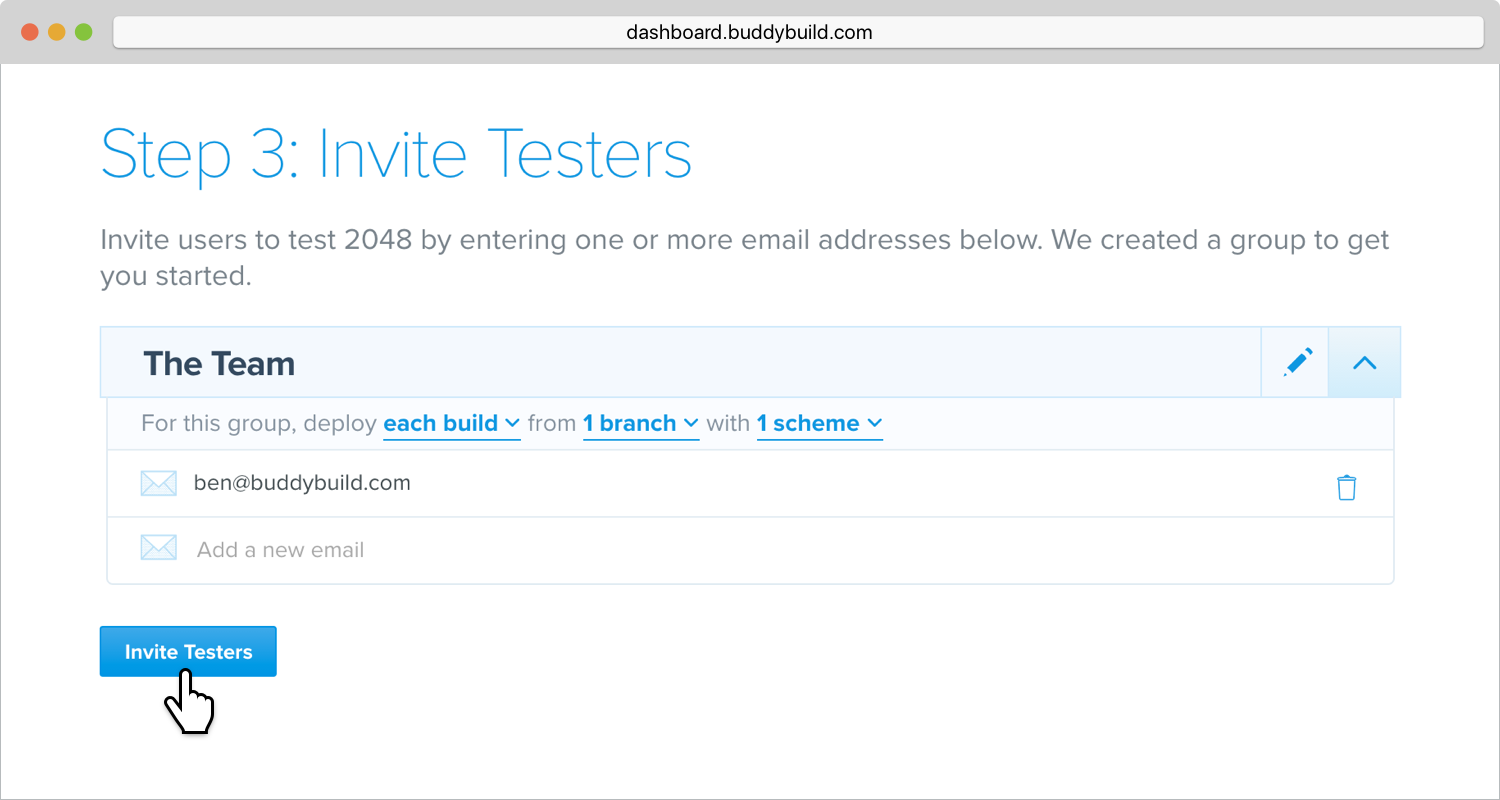 dashboard.buddybuild.com
Step 3: Invite Testers
Invite users to test 2048 by entering one or more email addresses below. We created a group to get
you started.
The Team
For this group, deploy each build from 1 branch with 1 scheme
ben@buddybuild.com
Add a new email
Invite Testers